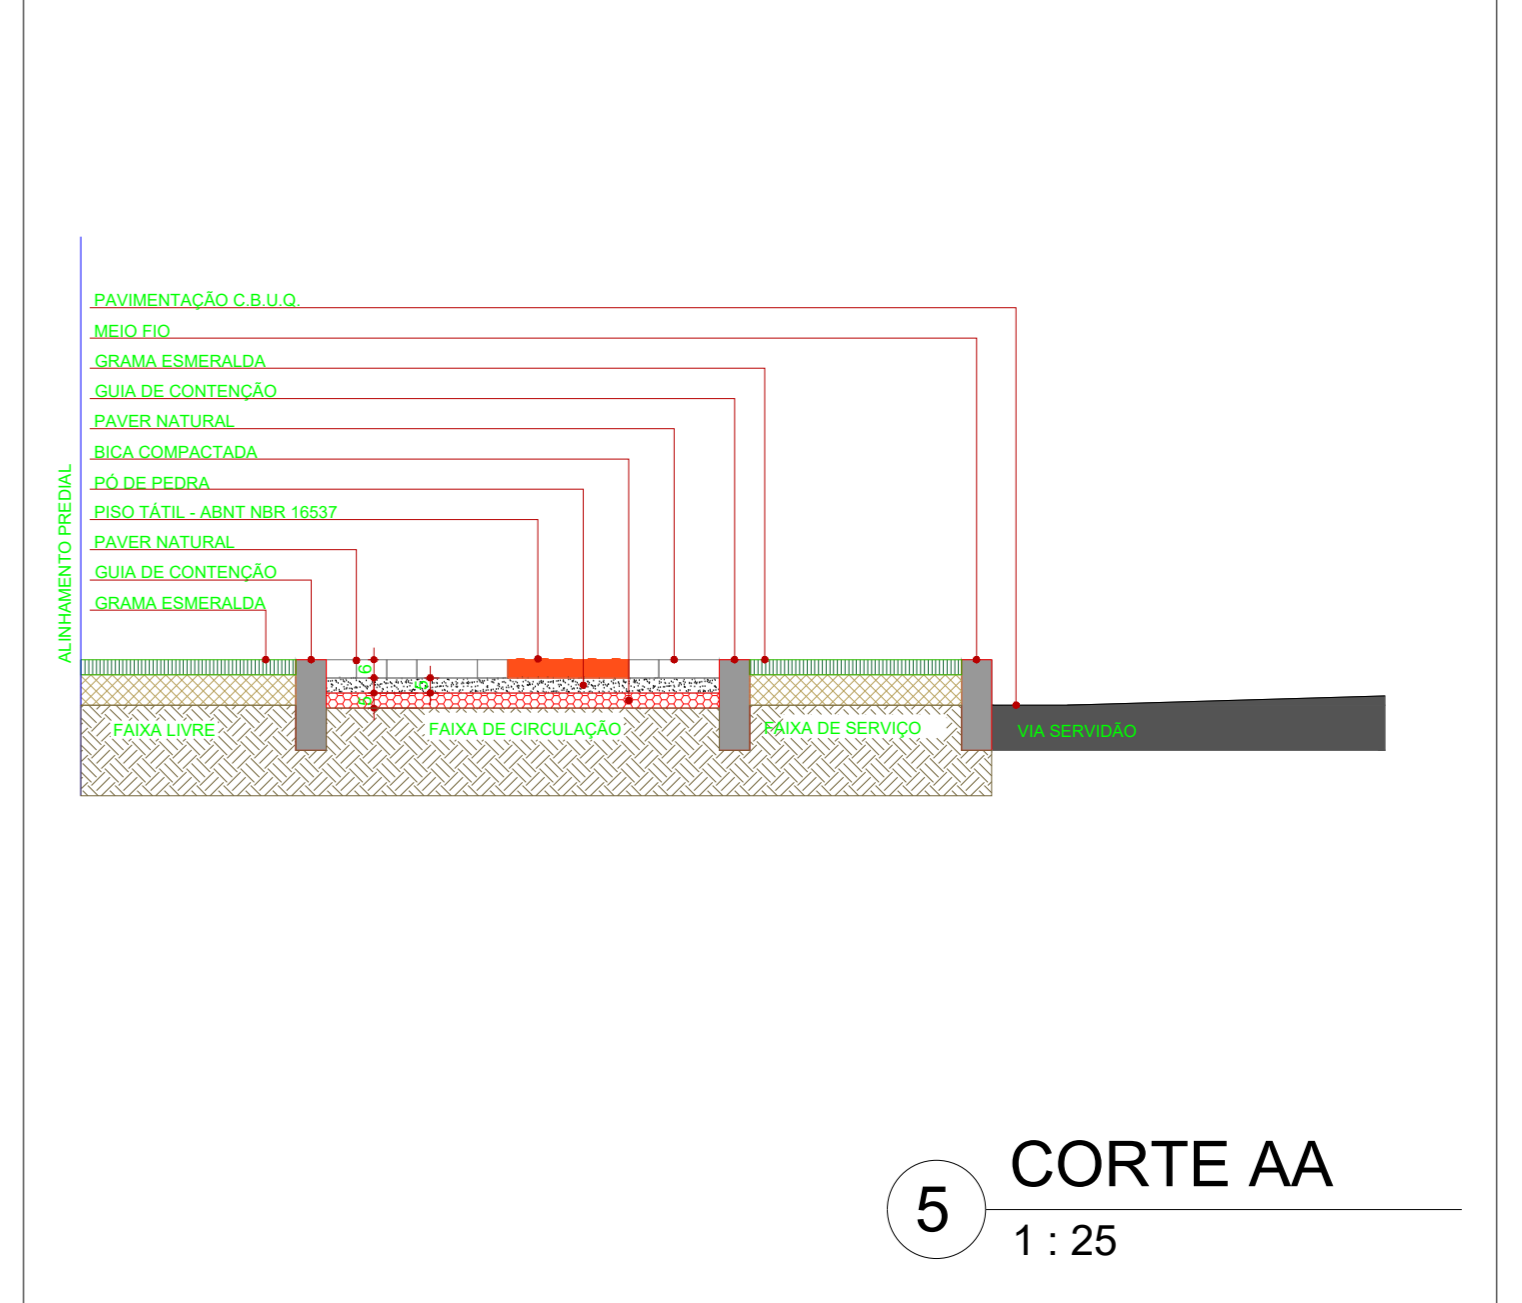 PAVIMENTAÇÃO C.B.U.Q.
MEIO FIO
GRAMA ESMERALDA
GUIA DE CONTENÇÃO
PAVER NATURAL
BICA COMPACTADA
PÓ DE PEDRA
PISO TÁTIL - ABNT NBR 16537
PAVER NATURAL
GUIA DE CONTENÇÃO
GRAMA ESMERALDA
ALINHAMENTO PREDIAL
6
5
5
FAIXA LIVRE
FAIXA DE CIRCULAÇÃO
FAIXA DE SERVIÇO
VIA SERVIDÃO
5
CORTE AA
1 : 25